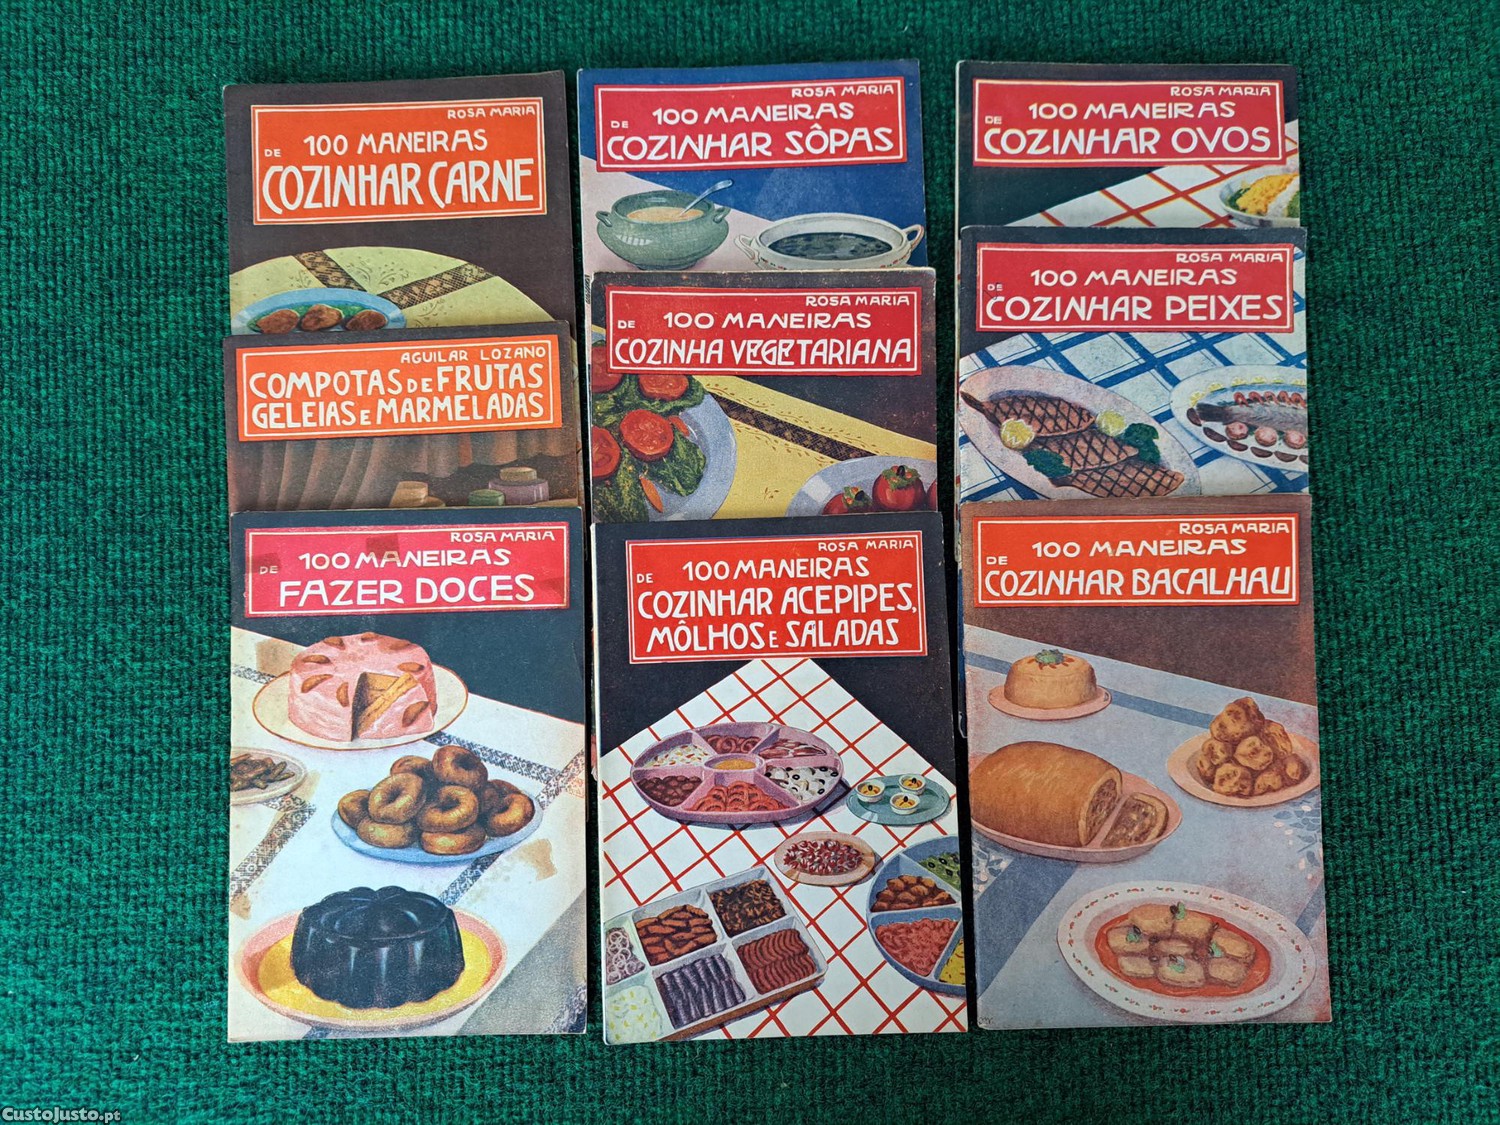 ROSA MARIA
100 MANEIRAS
DE
COZINHAR CARNE
AGUILAR LOZANO
COMPOTAS DE FRUTAS
GELEIAS E MARMELADAS
ROSA MARIA
100 MANEIRAS
DE
FAZER DOCES
ROSA MARIA
100 MANEIRAS
DE
COZINHAR SÔPAS
ROSA MARIA
DE 100 MANEIRAS
COZINHA VEGETARIANA
ROSA MARIA
DE 100 MANEIRAS
COZINHAR ACEPIPES,
MÔLHOS E SALADAS
ROSA MARIA
100 MANEIRAS
DE
COZINHAR OVOS
ROSA MARIA
100 MANEIRAS
DE
COZINHAR PEIXES
ROSA MARIA
100 MANEIRAS
DE
COZINHAR BACALHAU
CustoJusto.pt